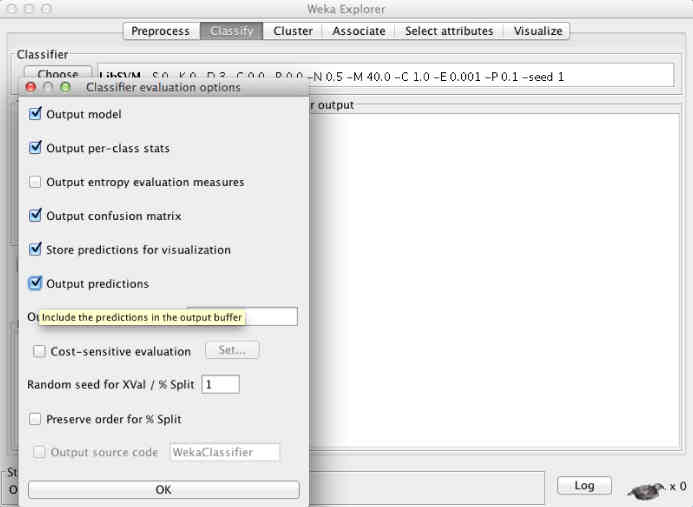 Weka Explorer
Preprocess Classify Cluster Associate Select attributes Visualize
Classifier
Choose LibSVM -S 0 -K 0 -D 3 -G 0.0 -R 0.0 -N 0.5 -M 40.0 -C 1.0 -E 0.001 -P 0.1 -seed 1
Classifier evaluation options
r output
Output model
Output per-class stats
Output entropy evaluation measures
Output confusion matrix
Store predictions for visualization
Output predictions
Include the predictions in the output buffer
Cost-sensitive evaluation Set...
Random seed for XVal / % Split 1
Preserve order for % Split
Output source code WekaClassifier
OK
Log x 0